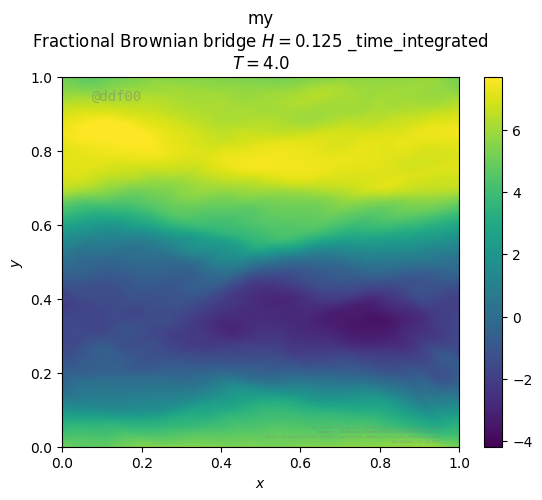 my
Fractional Brownian bridge H = 0.125 _time_integrated
T = 4.0
@ddf00
1.0
0.8
0.6
0.4
0.2
0.0
y
0.0 0.2 0.4 0.6 0.8 1.0
x
6
4
2
0
−2
−4